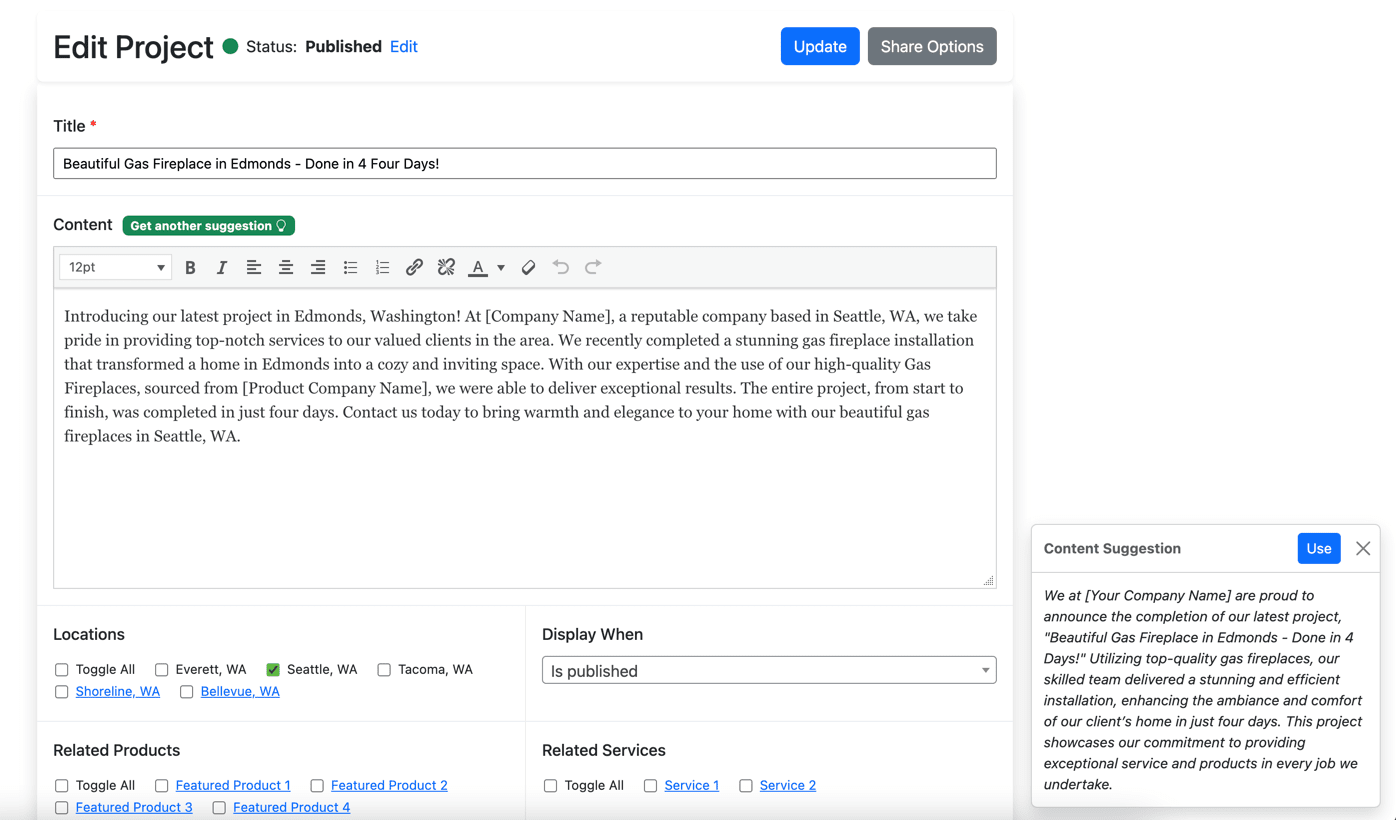 Edit Project Status: Published Edit Update Share Options
Title *
Beautiful Gas Fireplace in Edmonds - Done in 4 Four Days!
Content Get another suggestion
12pt B I A
Introducing our latest project in Edmonds, Washington! At [Company Name], a reputable company based in Seattle, WA, we take
pride in providing top-notch services to our valued clients in the area. We recently completed a stunning gas fireplace installation
that transformed a home in Edmonds into a cozy and inviting space. With our expertise and the use of our high-quality Gas
Fireplaces, sourced from [Product Company Name], we were able to deliver exceptional results. The entire project, from start to
finish, was completed in just four days. Contact us today to bring warmth and elegance to your home with our beautiful gas
fireplaces in Seattle, WA.
Locations
Toggle All Everett, WA Seattle, WA Tacoma, WA
Shoreline, WA Bellevue, WA
Display When
Is published
Related Products
Toggle All Featured Product 1 Featured Product 2
Featured Product 3 Featured Product 4
Related Services
Toggle All Service 1 Service 2
Content Suggestion Use
We at [Your Company Name] are proud to
announce the completion of our latest project,
"Beautiful Gas Fireplace in Edmonds - Done in 4
Days!" Utilizing top-quality gas fireplaces, our
skilled team delivered a stunning and efficient
installation, enhancing the ambiance and comfort
of our client's home in just four days. This project
showcases our commitment to providing
exceptional service and products in every job we
undertake.